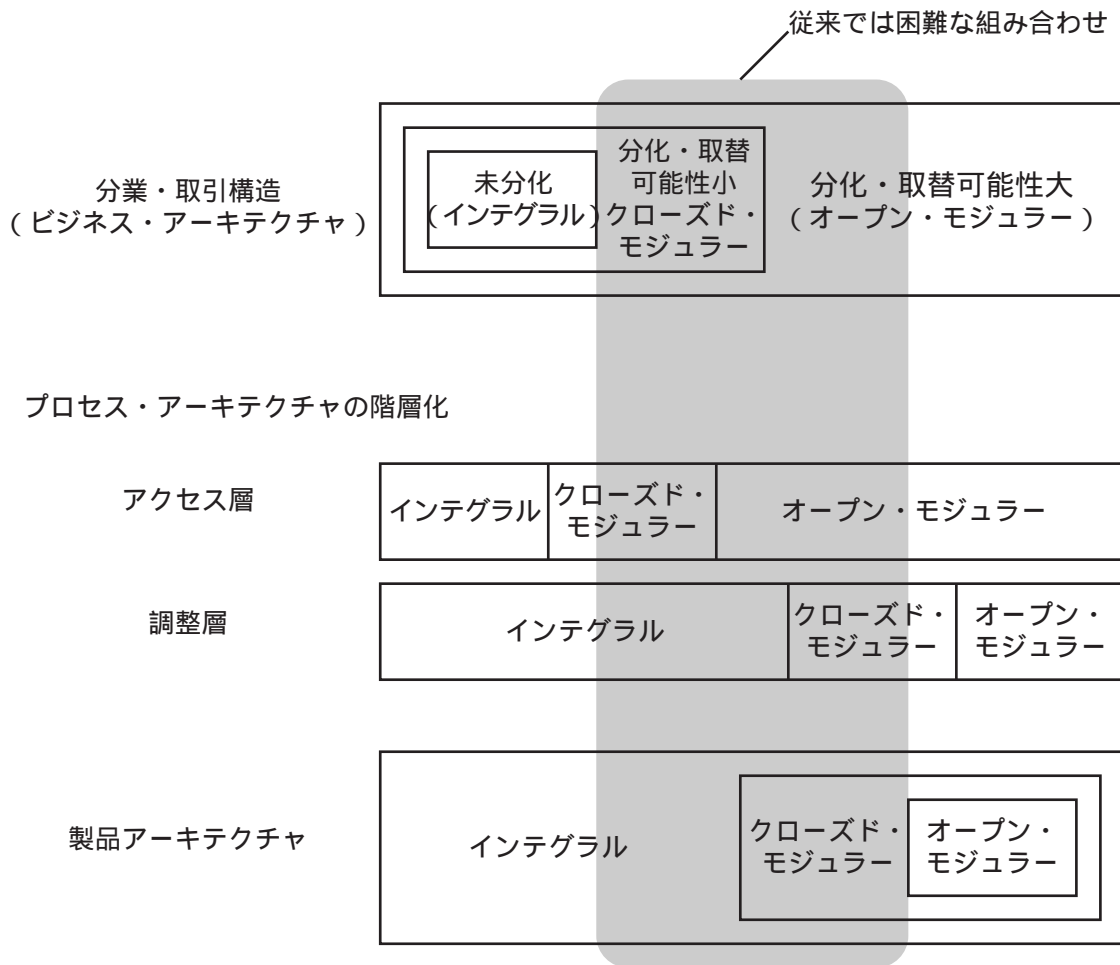 従来では困難な組み合わせ
分業・取引構造
(ビジネス・アーキテクチャ)
未分化
(インテグラル)
分化・取替
可能性小
クローズド・
モジュラー
分化・取替可能性大
(オープン・モジュラー)
プロセス・アーキテクチャの階層化
アクセス層
インテグラル
クローズド・
モジュラー
オープン・モジュラー
調整層
インテグラル
クローズド・
モジュラー
オープン・
モジュラー
製品アーキテクチャ
インテグラル
クローズド・
モジュラー
オープン・
モジュラー